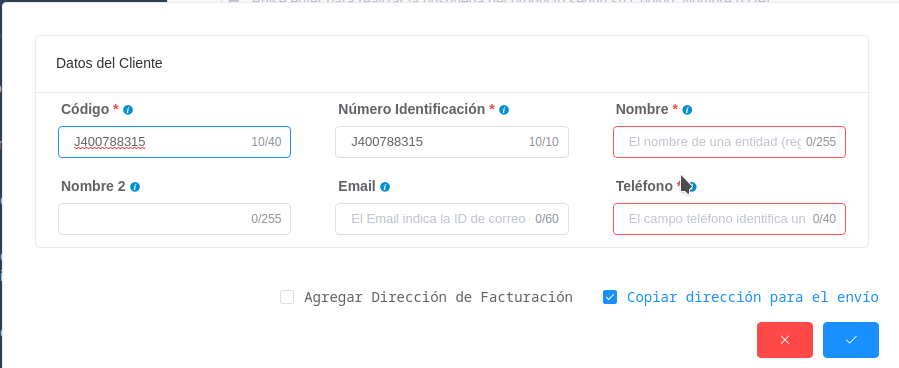 Datos del Cliente
Código * Número Identificación * Nombre *
J400788315 10/40 J400788315 10/10 El nombre de una entidad (reg 0/255
Nombre 2 Email Teléfono *
0/255 El Email indica la ID de correo 0/60 El campo teléfono identifica un 0/40
Agregar Dirección de Facturación Copiar dirección para el envío